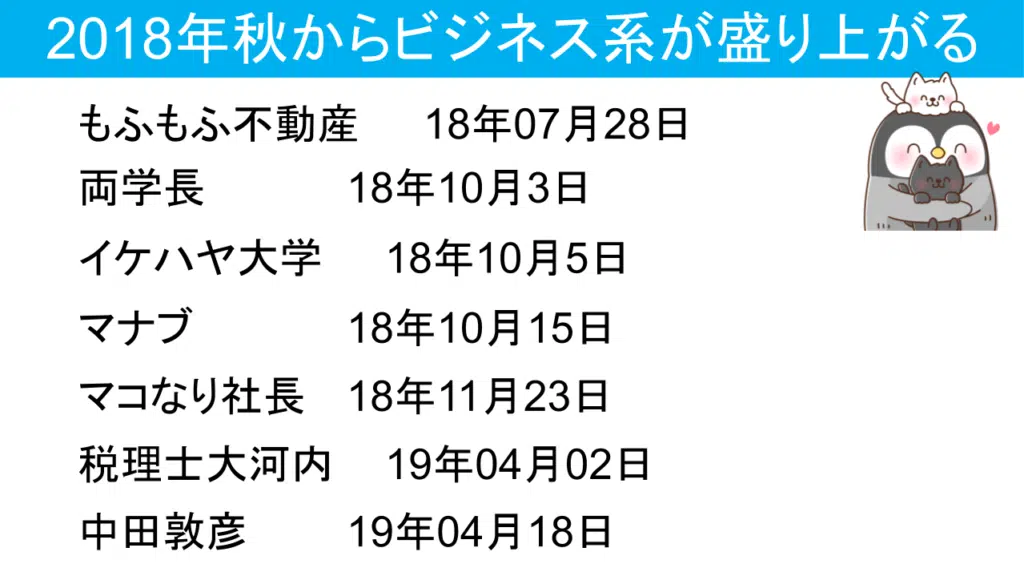 2018年秋からビジネス系が盛り上がる
もふもふ不動産 18年07月28日
両学長 18年10月3日
イケハヤ大学 18年10月5日
マナブ 18年10月15日
マコなり社長 18年11月23日
税理士大河内 19年04月02日
中田敦彦 19年04月18日